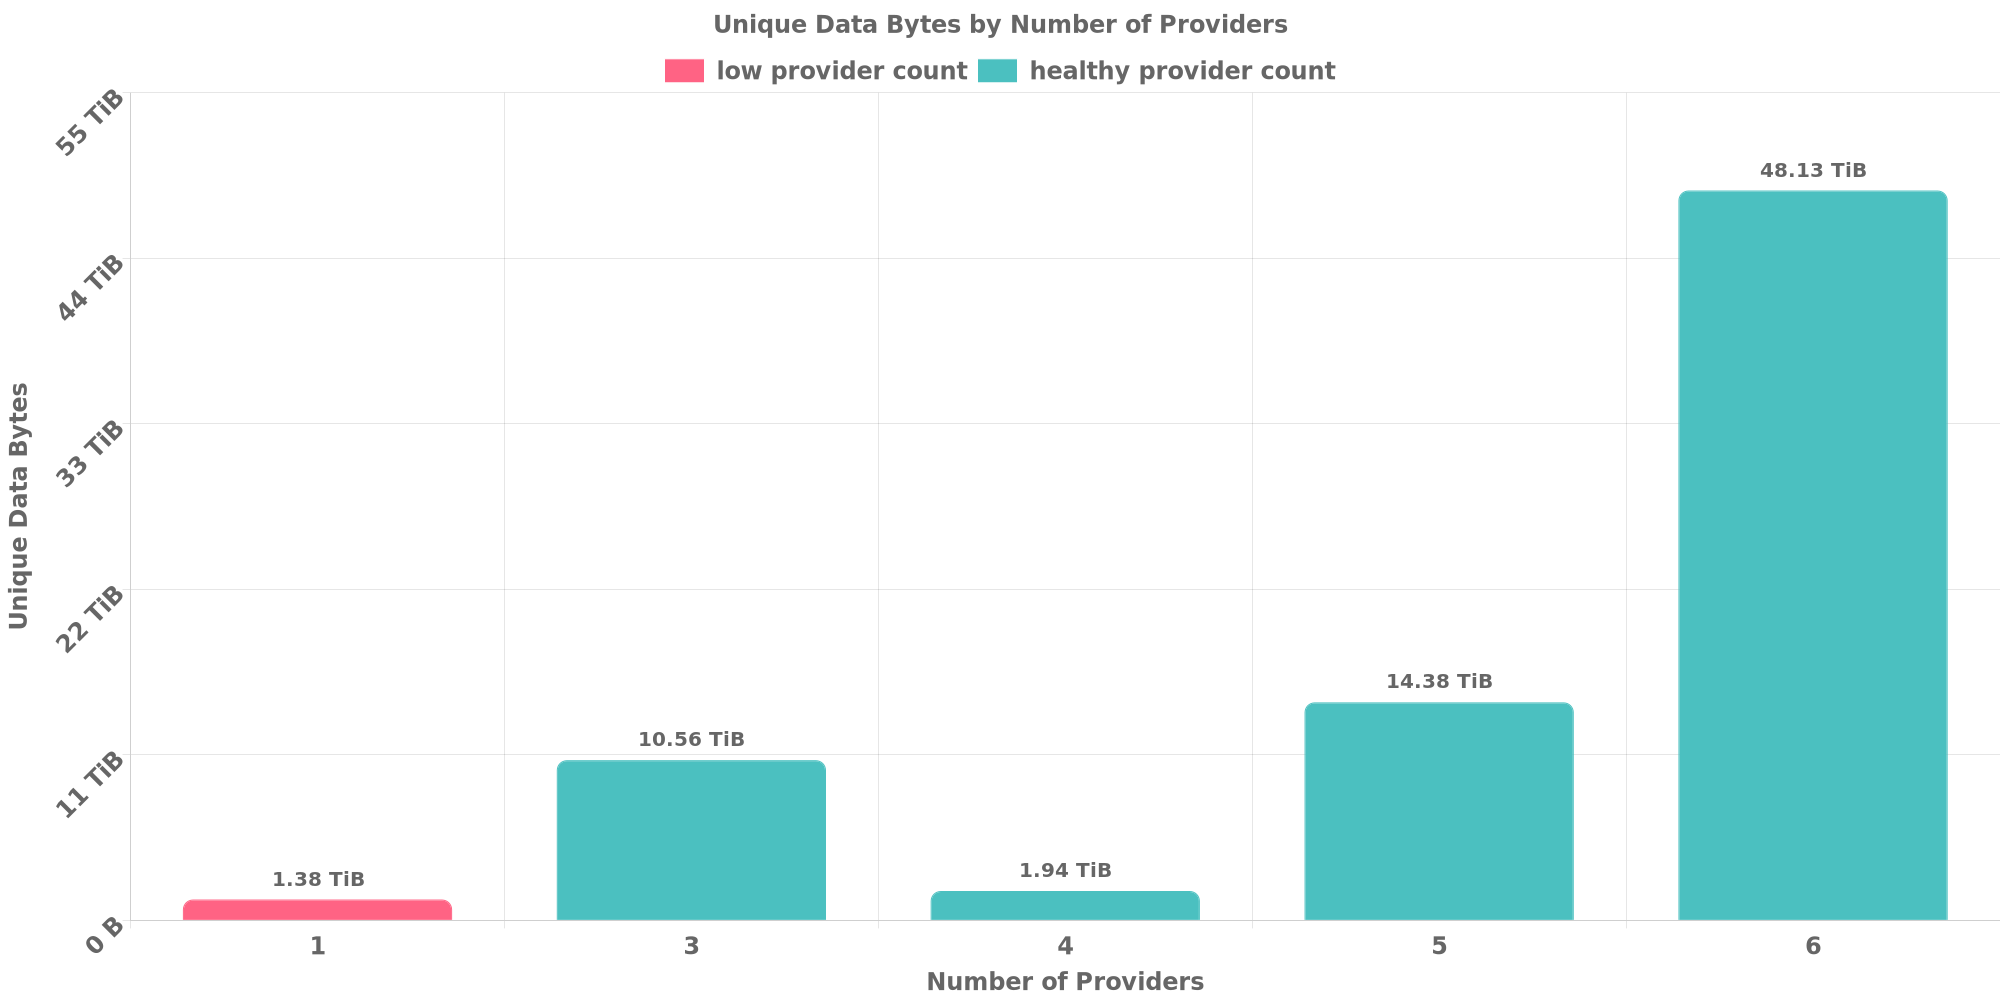 Unique Data Bytes by Number of Providers
low provider count
healthy provider count
55 TiB
44 TiB
33 TiB
22 TiB
11 TiB
0 B
Unique Data Bytes
1.38 TiB
10.56 TiB
1.94 TiB
14.38 TiB
48.13 TiB
1
3
4
5
6
Number of Providers